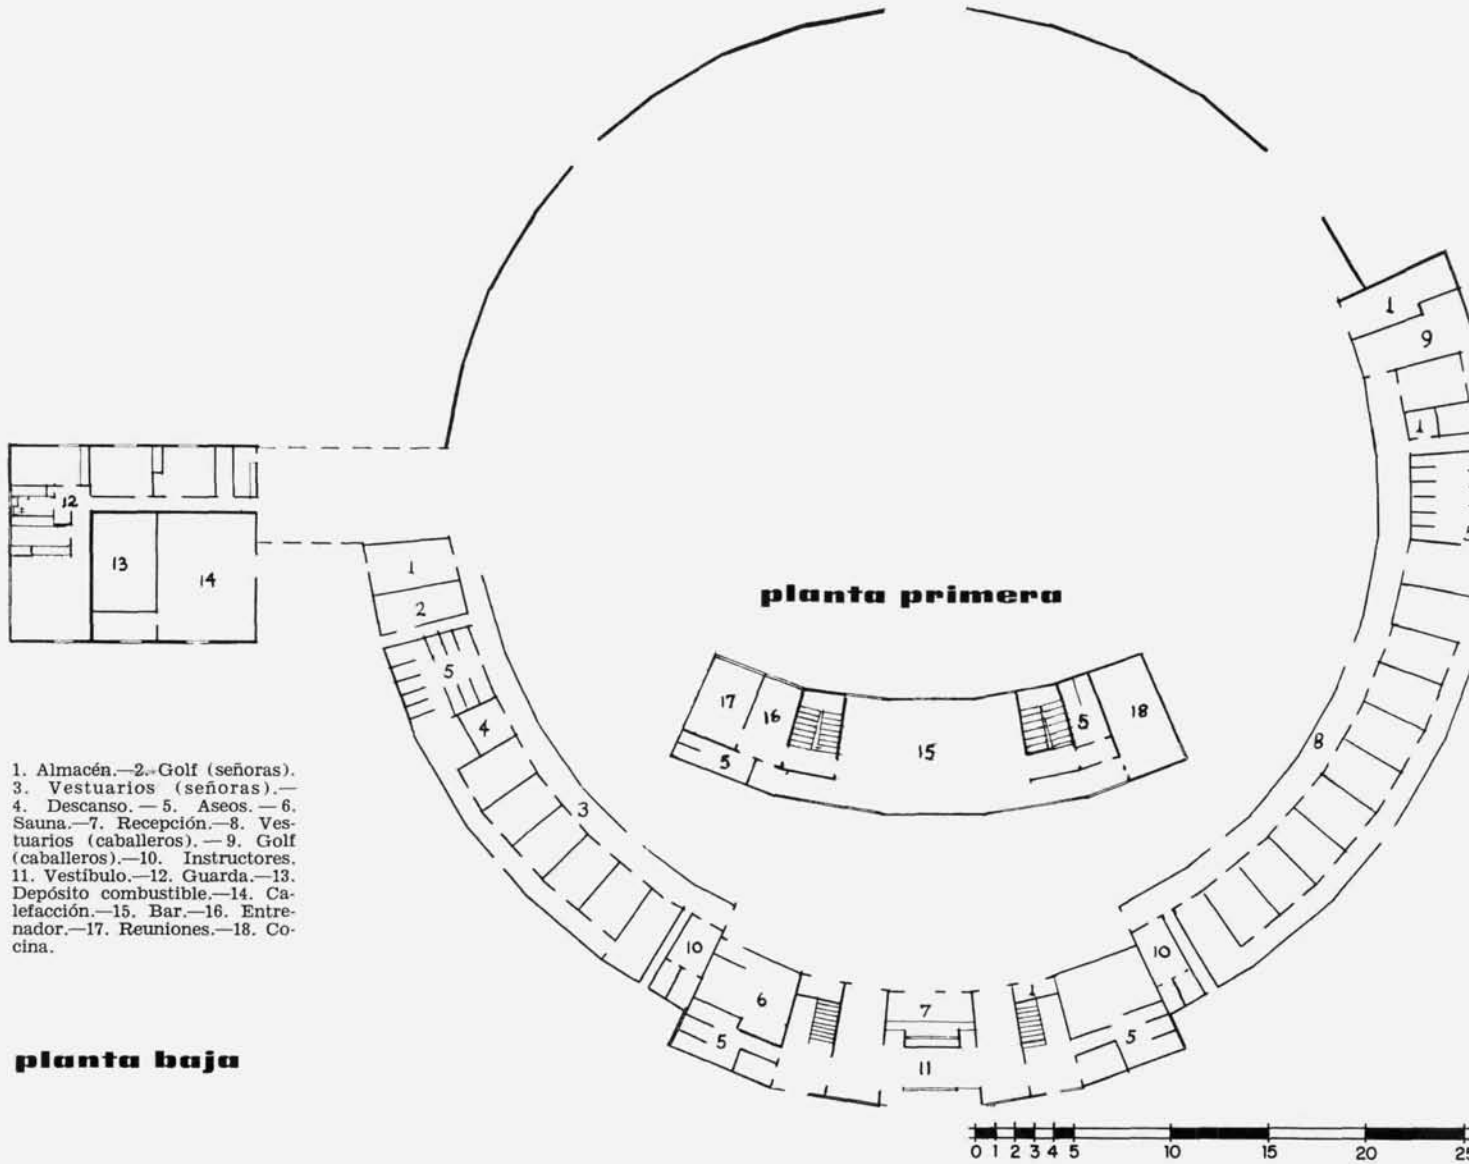 1
9
1
5
12
13
14
1
2
5
4
3
8
planta primera
17
16
5
15
5
18
1. Almacén.—2. Golf (señoras).
3. Vestuarios (señoras).—
4. Descanso. — 5. Aseos. — 6.
Sauna.—7. Recepción.—8. Ves-
tuarios (caballeros). — 9. Golf
(caballeros).—10. Instructores.
11. Vestíbulo.—12. Guarda.—13.
Depósito combustible.—14. Ca-
lefacción.—15. Bar.—16. Entre-
nador.—17. Reuniones.—18. Co-
cina.
10
10
6
7
1
5
5
11
planta baja
0 1 2 3 4 5 10 15 20 25